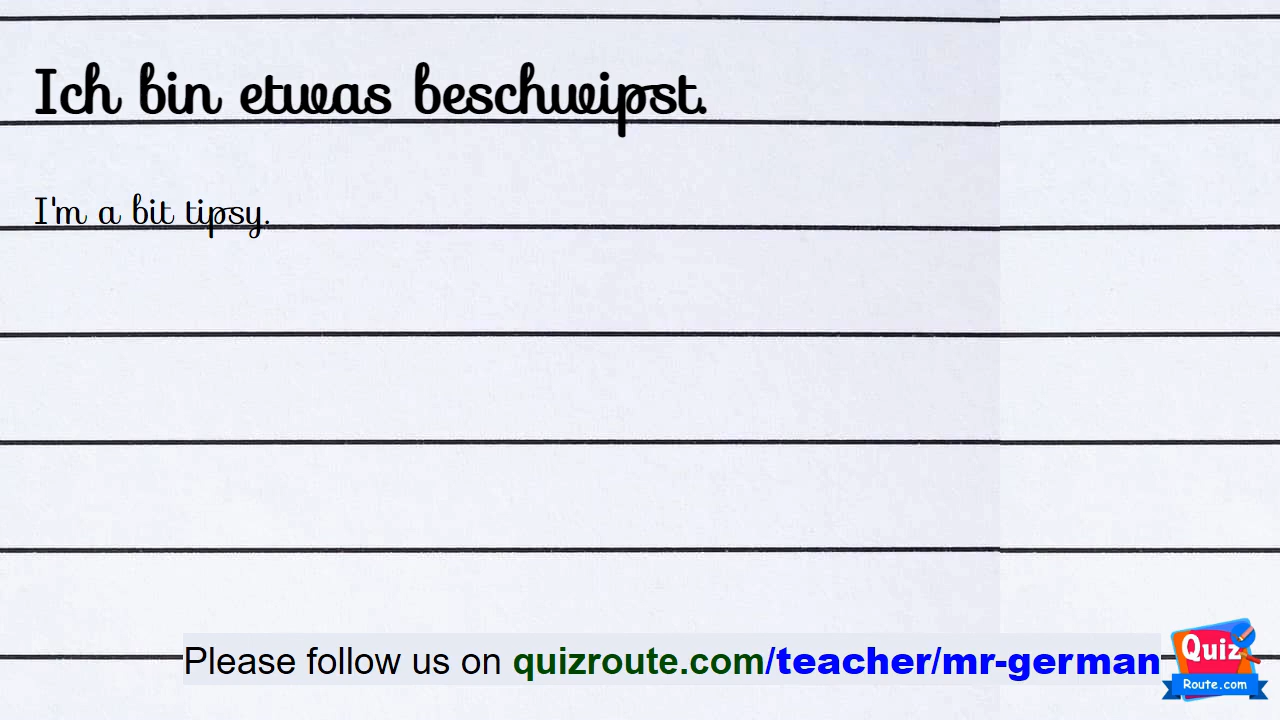 Ich bin etwas beschwipst.
I'm a bit tipsy.
Please follow us on quizroute.com/teacher/mr-german
Quiz
Route.com